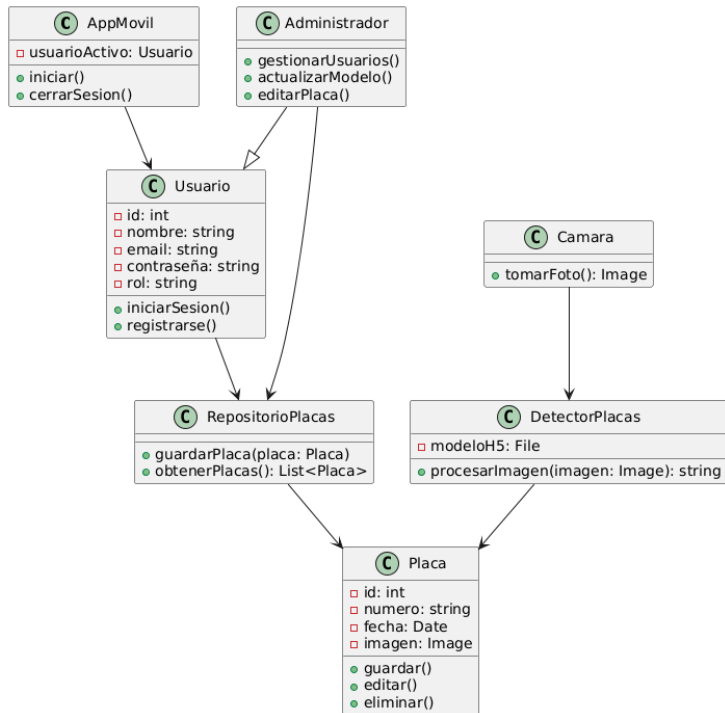 C AppMovil
usuarioActivo: Usuario
iniciar()
cerrarSesion()
C Administrador
gestionarUsuarios()
actualizarModelo()
editarPlaca()
C Usuario
id: int
nombre: string
email: string
contraseña: string
rol: string
iniciarSesion()
registrarse()
C Camara
tomarFoto(): Image
C RepositorioPlacas
guardarPlaca(placa: Placa)
obtenerPlacas(): List<Placa>
C DetectorPlacas
modeloH5: File
procesarImagen(imagen: Image): string
C Placa
id: int
numero: string
fecha: Date
imagen: Image
guardar()
editar()
eliminar()